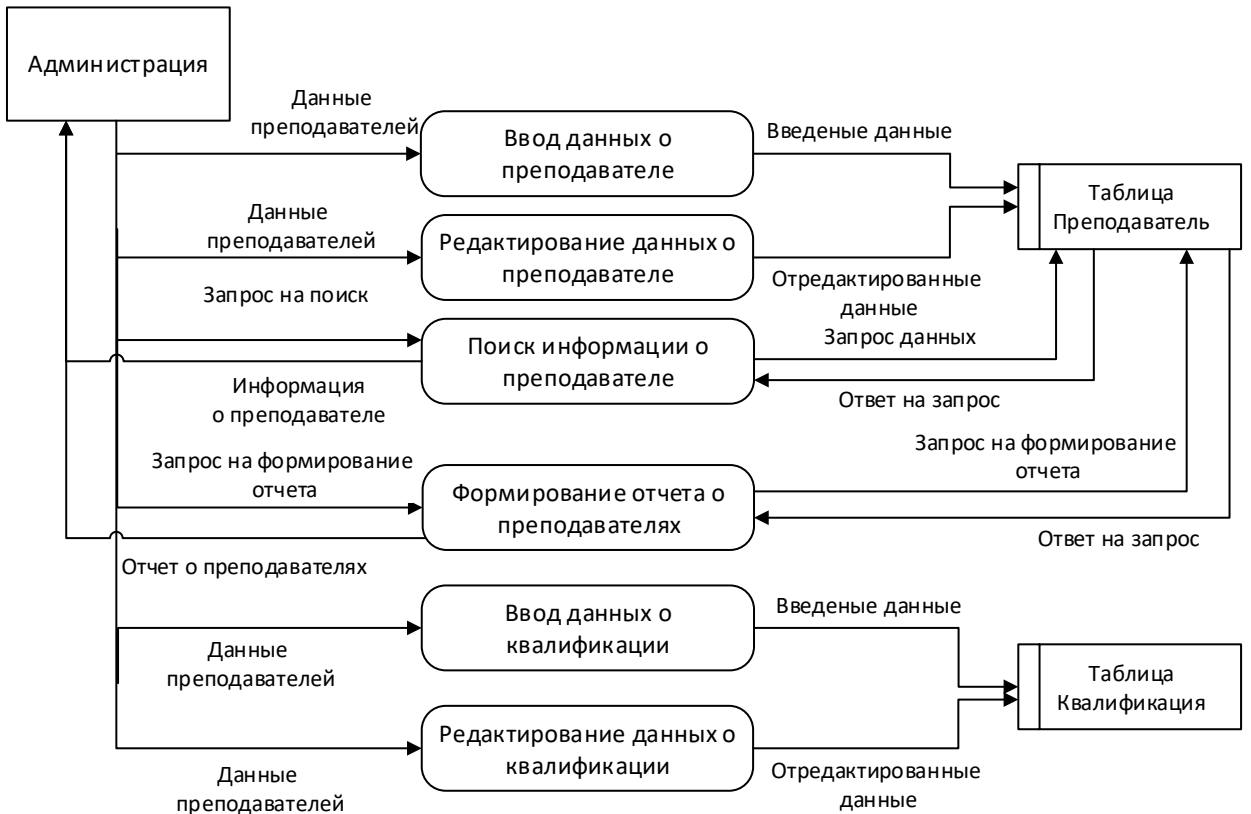 Администрация
Данные
преподавателей
Ввод данных о
преподавателе
Введеные данные
Таблица
Преподаватель
Данные
преподавателей
Редактирование данных о
преподавателе
Отредактированные
данные
Запрос на поиск
Поиск информации о
преподавателе
Запрос данных
Информация
о преподавателе
Ответ на запрос
Запрос на формирование
отчета
Формирование отчета о
преподавателях
Запрос на формирование
отчета
Ответ на запрос
Отчет о преподавателях
Ввод данных о
квалификации
Введеные данные
Данные
преподавателей
Таблица
Квалификация
Редактирование данных о
квалификации
Данные
преподавателей
Отредактированные
данные